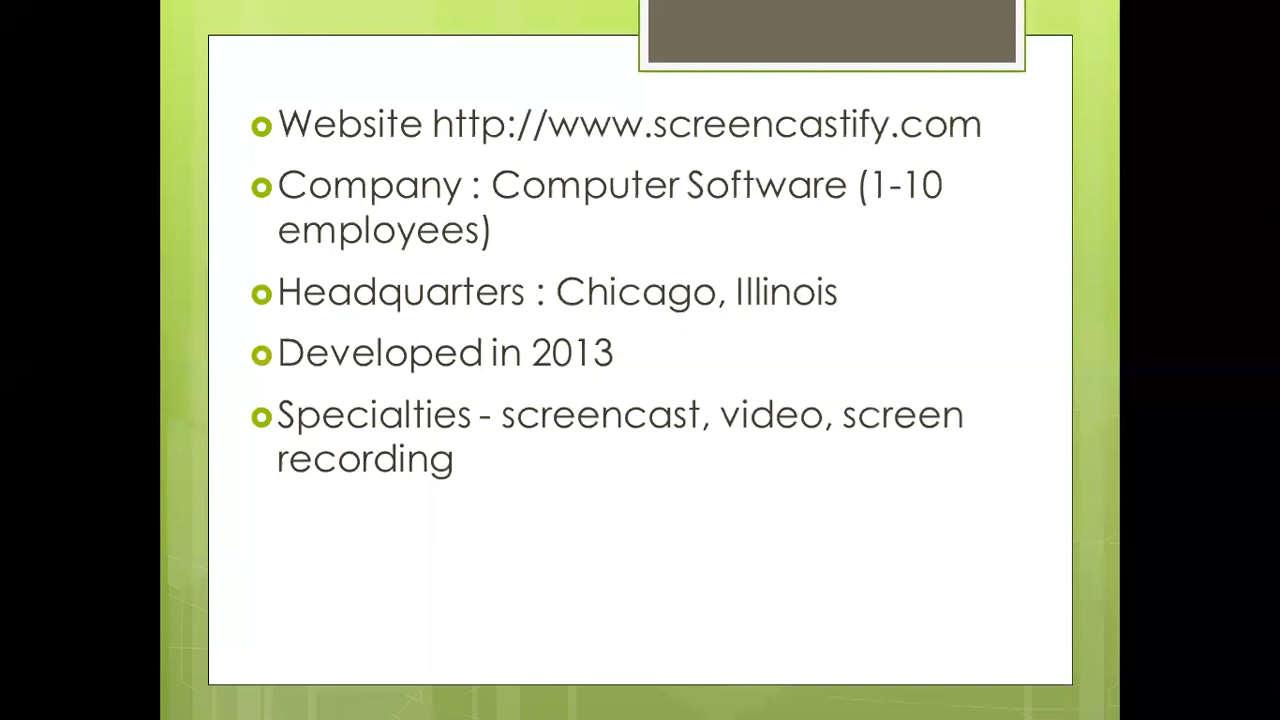 Website http://www.screencastify.com
Company : Computer Software (1-10
employees)
Headquarters : Chicago, Illinois
Developed in 2013
Specialties - screencast, video, screen
recording